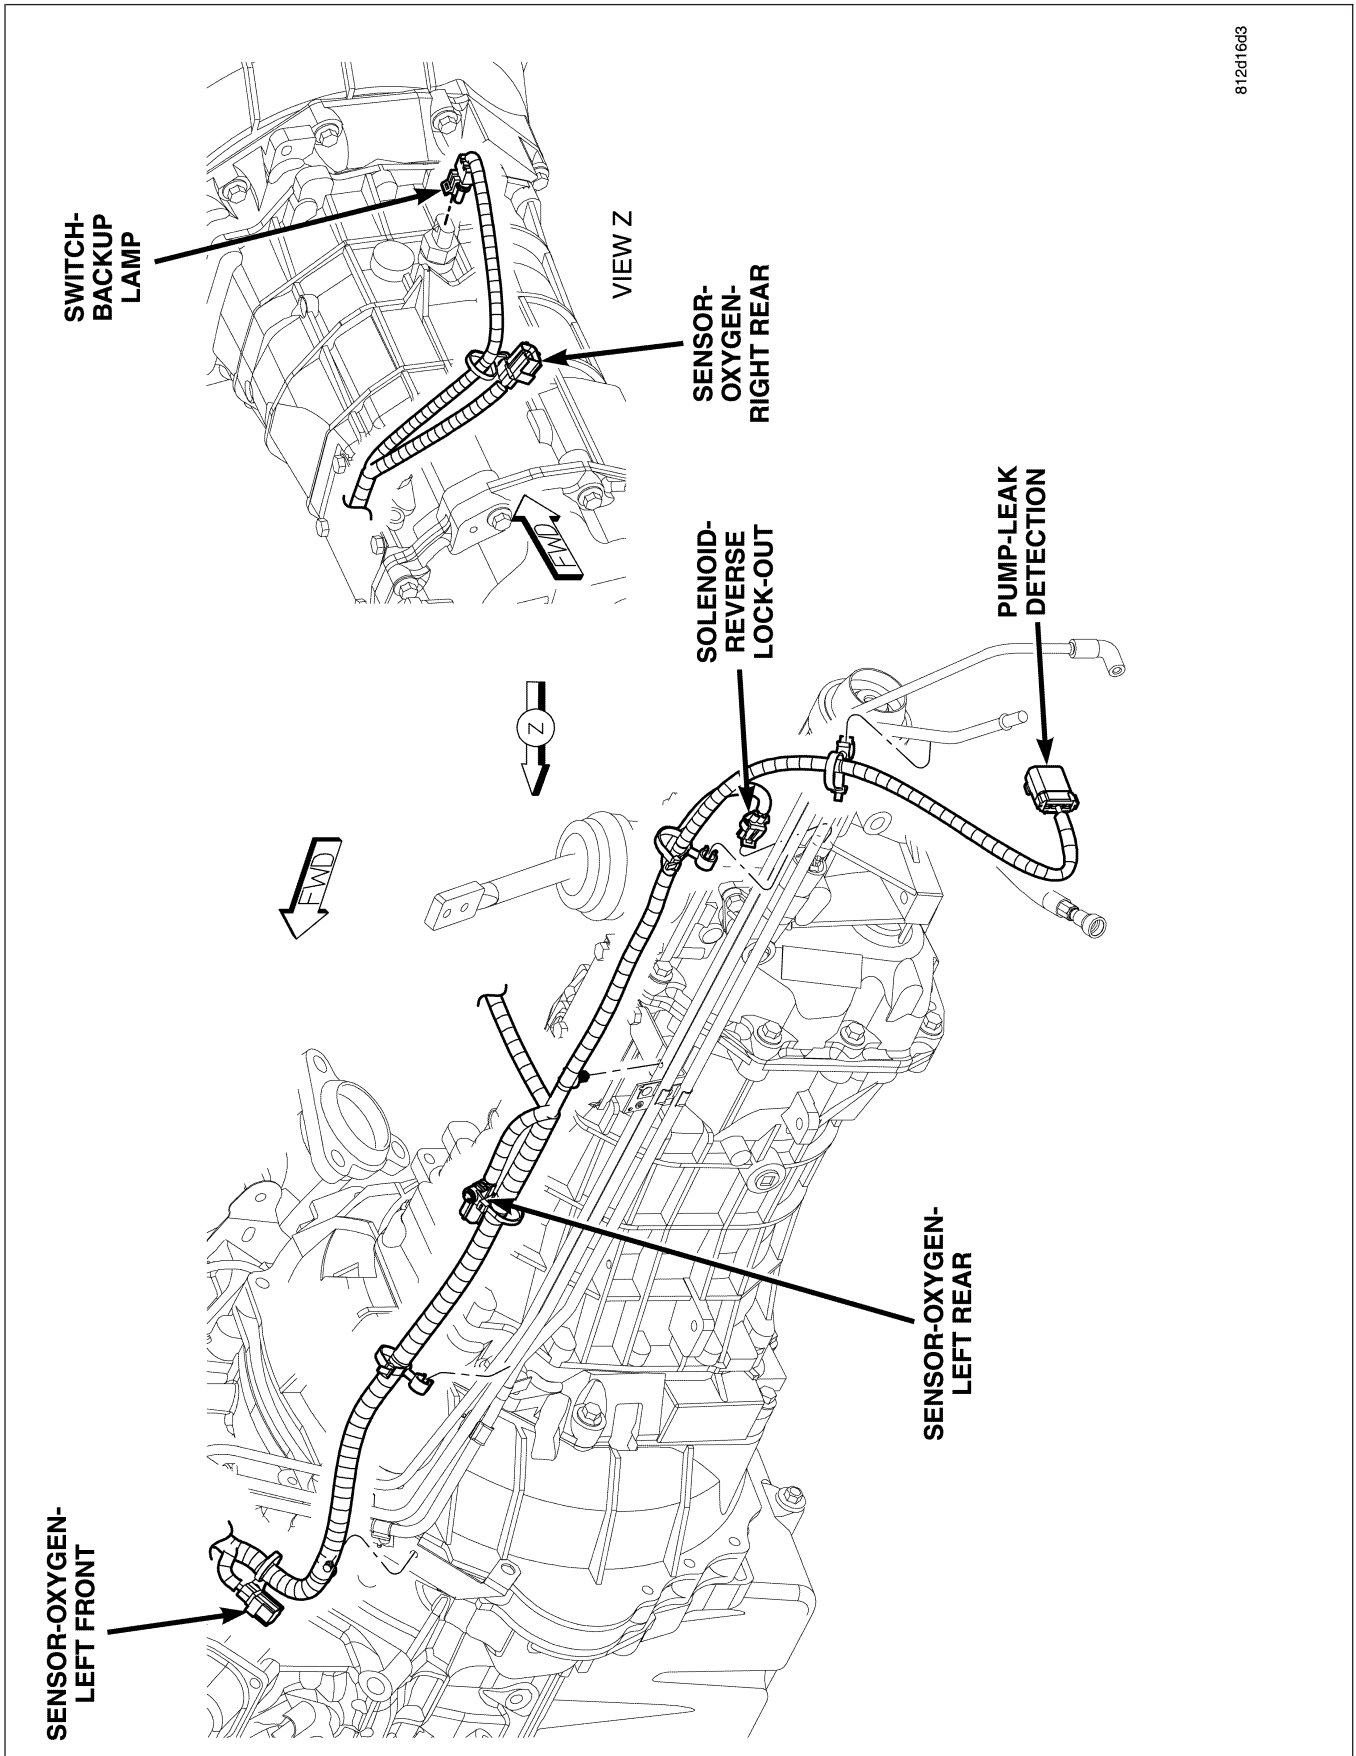 SENSOR-OXYGEN-
LEFT FRONT
SWITCH-
BACKUP
LAMP
FWD
Z
VIEW Z
FWD
SENSOR-
OXYGEN-
RIGHT REAR
SOLENOID-
REVERSE
LOCK-OUT
SENSOR-OXYGEN-
LEFT REAR
PUMP-LEAK
DETECTION
812d16d3